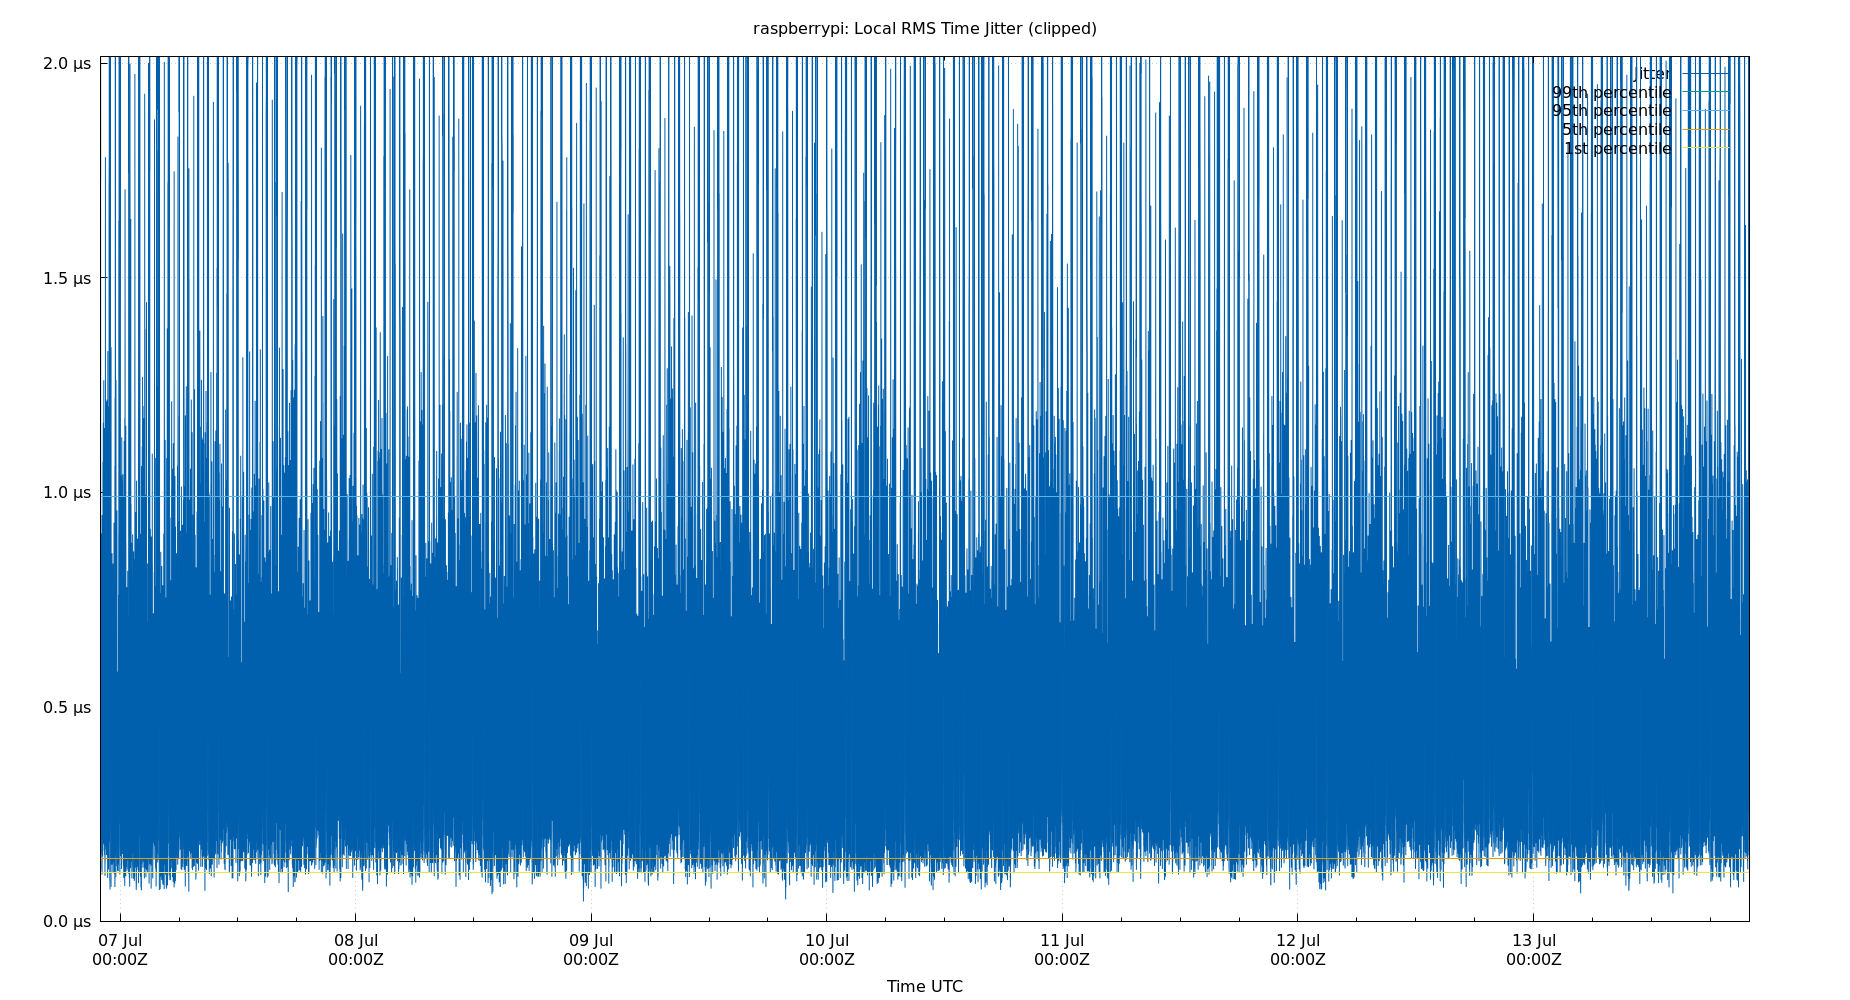 raspberrypi: Local RMS Time Jitter (clipped)
2.0 μs
1.5 μs
1.0 μs
0.5 μs
0.0 μs
Jitter
99th percentile
95th percentile
5th percentile
1st percentile
07 Jul
00:00Z
08 Jul
00:00Z
09 Jul
00:00Z
10 Jul
00:00Z
11 Jul
00:00Z
12 Jul
00:00Z
13 Jul
00:00Z
Time UTC